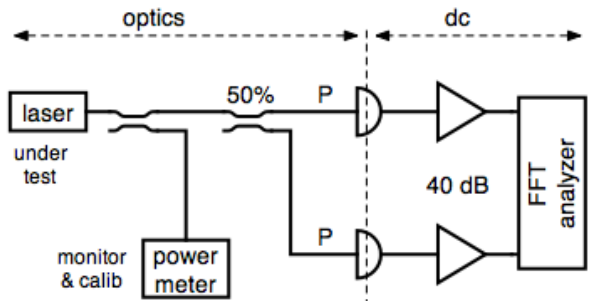 optics
dc
laser
50%
P
under
test
40 dB
FFT
analyzer
P
monitor
& calib
power
meter